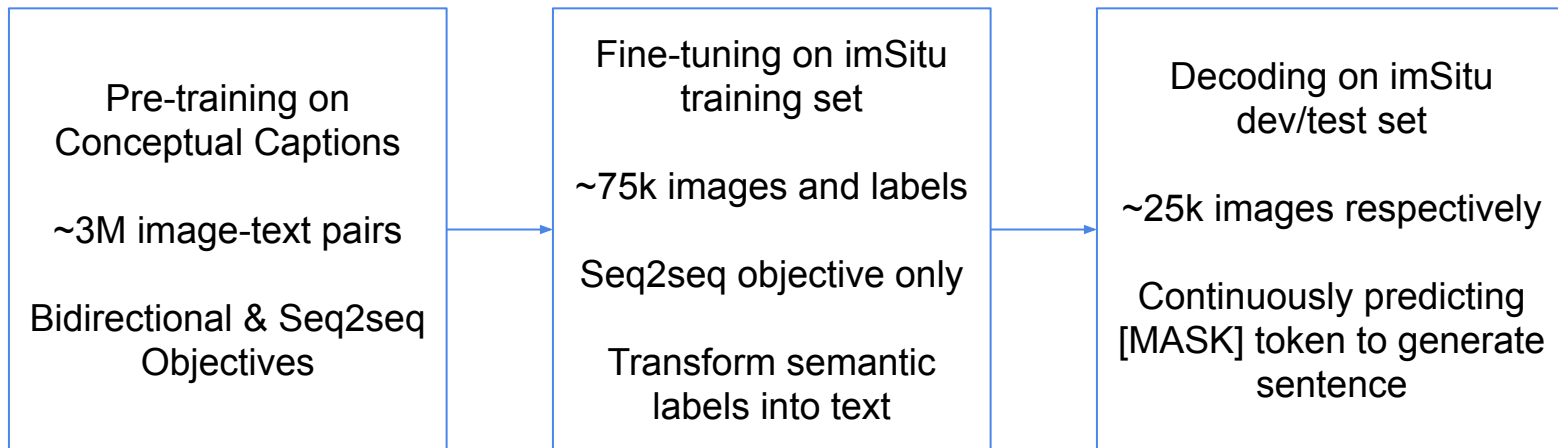 Pre-training on
Conceptual Captions
~3M image-text pairs
Bidirectional & Seq2seq
Objectives
Fine-tuning on imSitu
training set
~75k images and labels
Seq2seq objective only
Transform semantic
labels into text
Decoding on imSitu
dev/test set
~25k images respectively
Continuously predicting
[MASK] token to generate
sentence